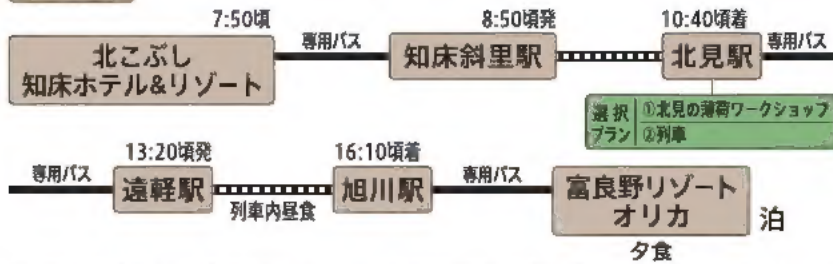 7:50頃
8:50頃発
10:40頃着
北こぶし
知床ホテル&リゾート
専用バス
知床斜里駅
北見駅
専用バス
選択
プラン
①北見の薄荷ワークショップ
②列車
専用バス
13:20頃発
16:10頃着
遠軽駅
列車内昼食
旭川駅
専用バス
富良野リゾート
オリカ
泊
夕食